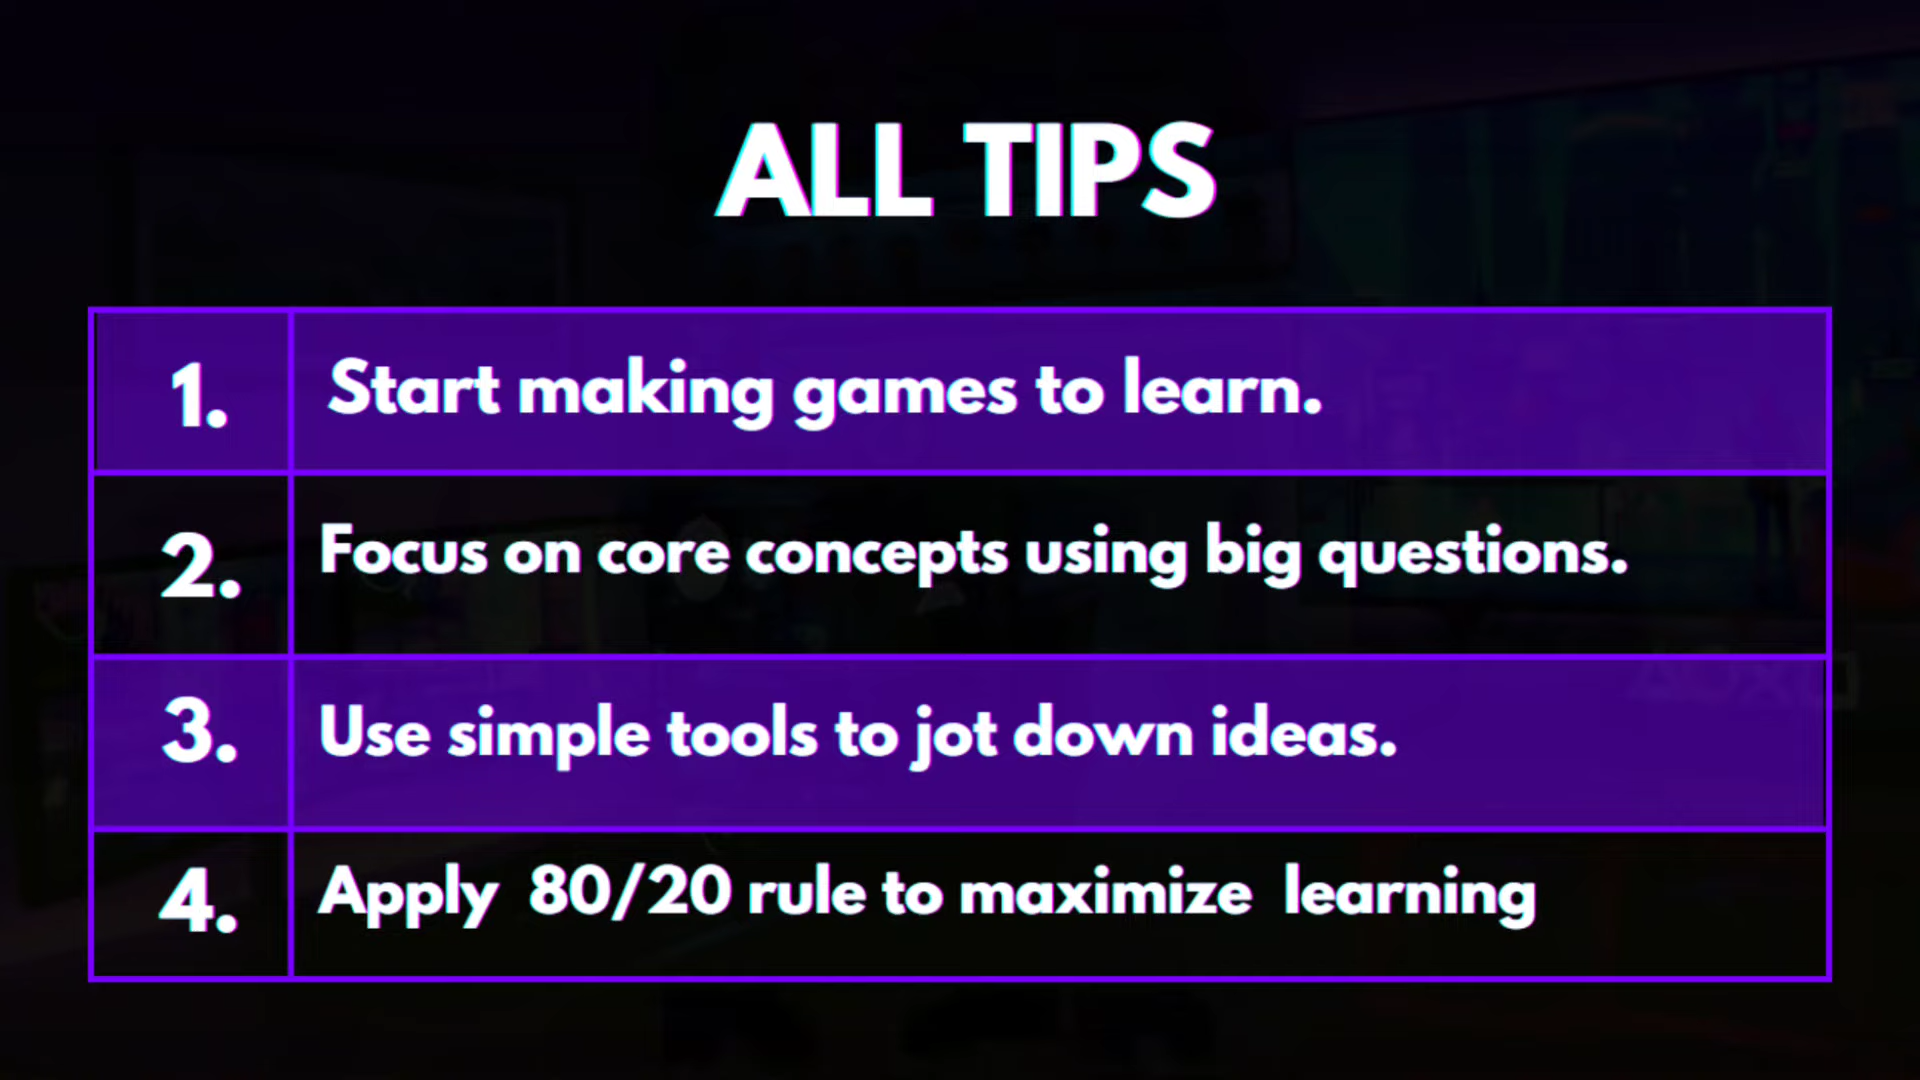 ALL TIPS
1. Start making games to learn.
2. Focus on core concepts using big questions.
3. Use simple tools to jot down ideas.
4. Apply  80/20 rule to maximize  learning